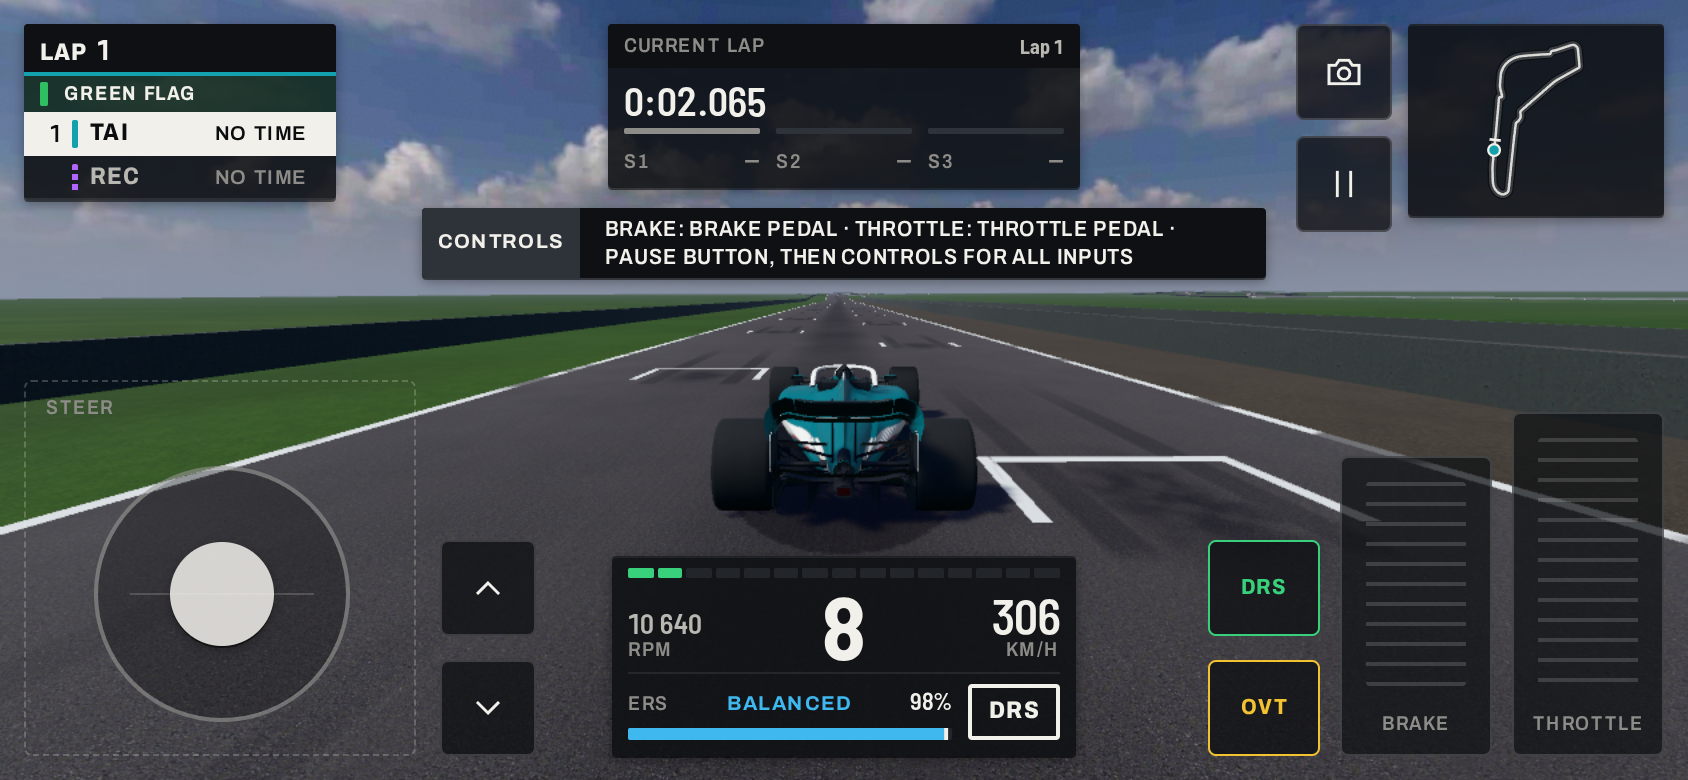 LAP 1
GREEN FLAG
1 TAI NO TIME
REC NO TIME
CURRENT LAP Lap 1
0:02.065
S1 – S2 – S3 –
CONTROLS
BRAKE: BRAKE PEDAL · THROTTLE: THROTTLE PEDAL ·
PAUSE BUTTON, THEN CONTROLS FOR ALL INPUTS
STEER
10 640
RPM
8
306
KM/H
ERS BALANCED 98% DRS
DRS
OVT
BRAKE
THROTTLE